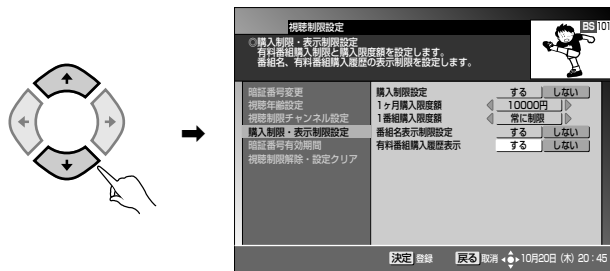 視聴制限設定
BS 101
◎購入制限・表示制限設定
有料番組購入制限と購入限度額を設定します。
番組名、有料番組購入履歴の表示制限を設定します。
暗証番号変更
視聴年齢設定
視聴制限チャンネル設定
購入制限・表示制限設定
暗証番号有効期間
視聴制限解除・設定クリア
購入制限設定 する しない
1ヶ月購入限度額 10000円
1番組購入限度額 常に制限
番組名表示制限設定 する しない
有料番組購入履歴表示 する しない
決定 登録 戻る 取消 10月20日 (木) 20:45